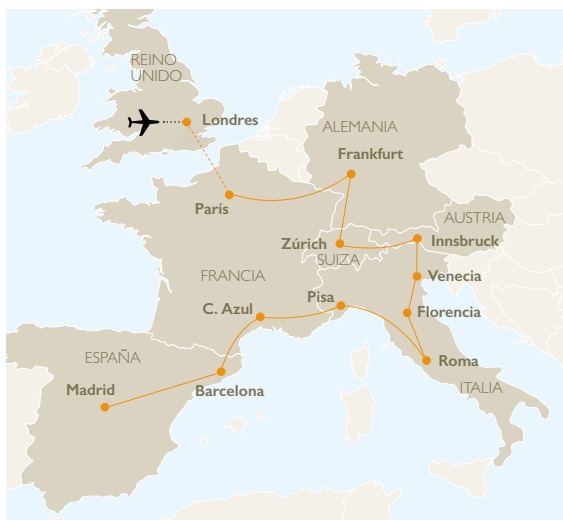 REINO
UNIDO
Londres
ALEMANIA
Frankfurt
París
AUSTRIA
Zúrich
Innsbruck
SUIZA
FRANCIA
Venecia
Pisa
C. Azul
Florencia
ESPAÑA
Roma
Madrid
Barcelona
ITALIA